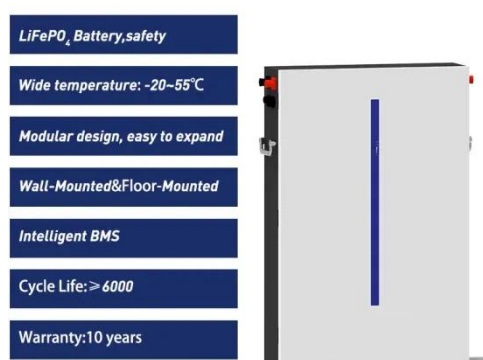 LiFePO₄ Battery,safety
Wide temperature: -20~55℃
Modular design, easy to expand
Wall-Mounted&Floor-Mounted
Intelligent BMS
Cycle Life:≥6000
Warranty:10 years